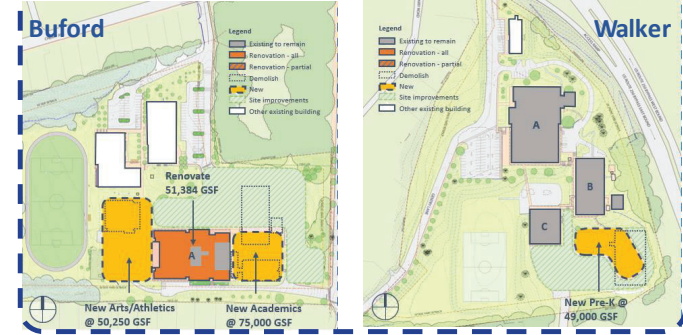 Buford
Legend
Existing to remain
Renovation - all
Renovation - partial
Demolish
New
Site improvements
Other existing building
Renovate
51,384 GSF
A
New Arts/Athletics
@ 50,250 GSF
New Academics
@ 75,000 GSF
Walker
Legend
Existing to remain
Renovation - all
Renovation - partial
Demolish
New
Site improvements
Other existing building
A
B
C
New Pre-K @
49,000 GSF